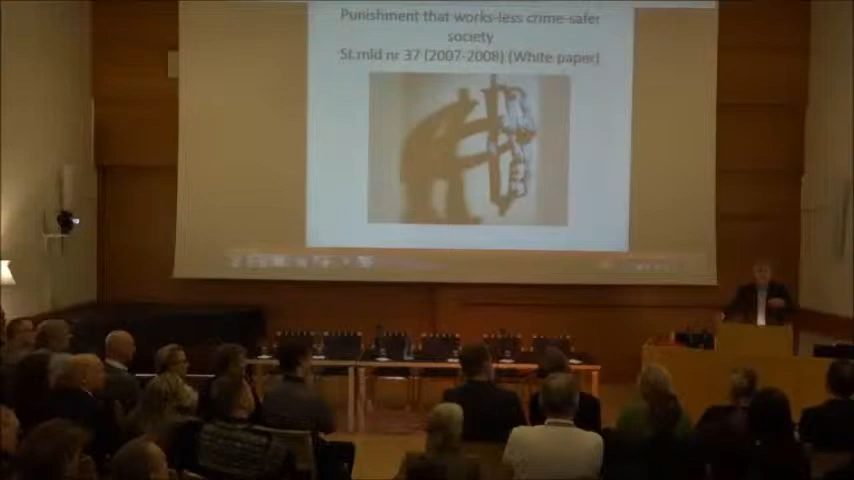 Punishment that works-less crime-safer
society
St.mld nr 37 (2007-2008) (White paper)